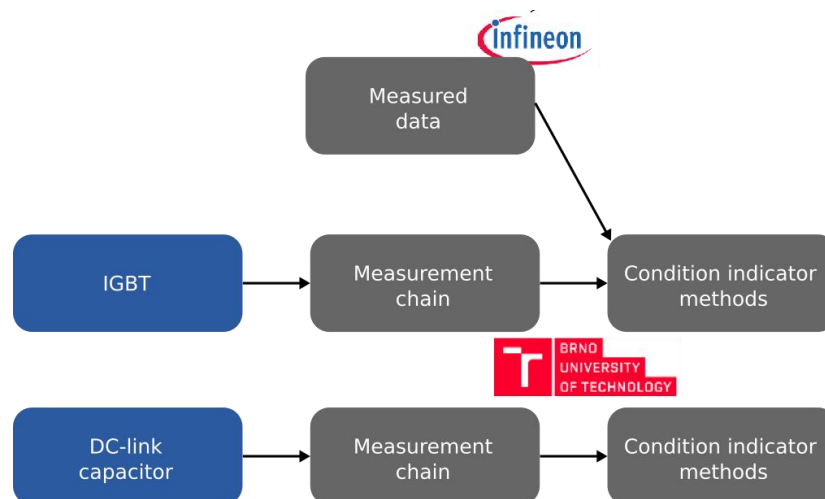 infineon
Measured
data
IGBT
Measurement
chain
Condition indicator
methods
BRNO
UNIVERSITY
OF TECHNOLOGY
DC-link
capacitor
Measurement
chain
Condition indicator
methods